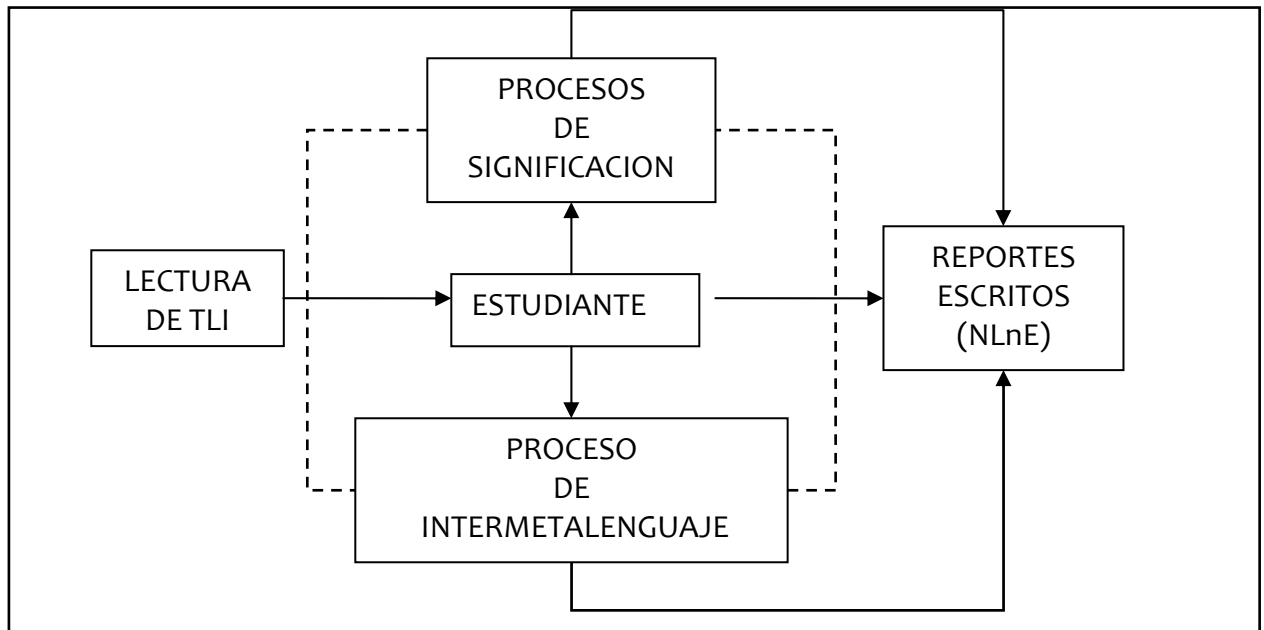 PROCESOS
DE
SIGNIFICACION
LECTURA
DE TLI
ESTUDIANTE
REPORTES
ESCRITOS
(NLnE)
PROCESO
DE
INTERMETALENGUAJE